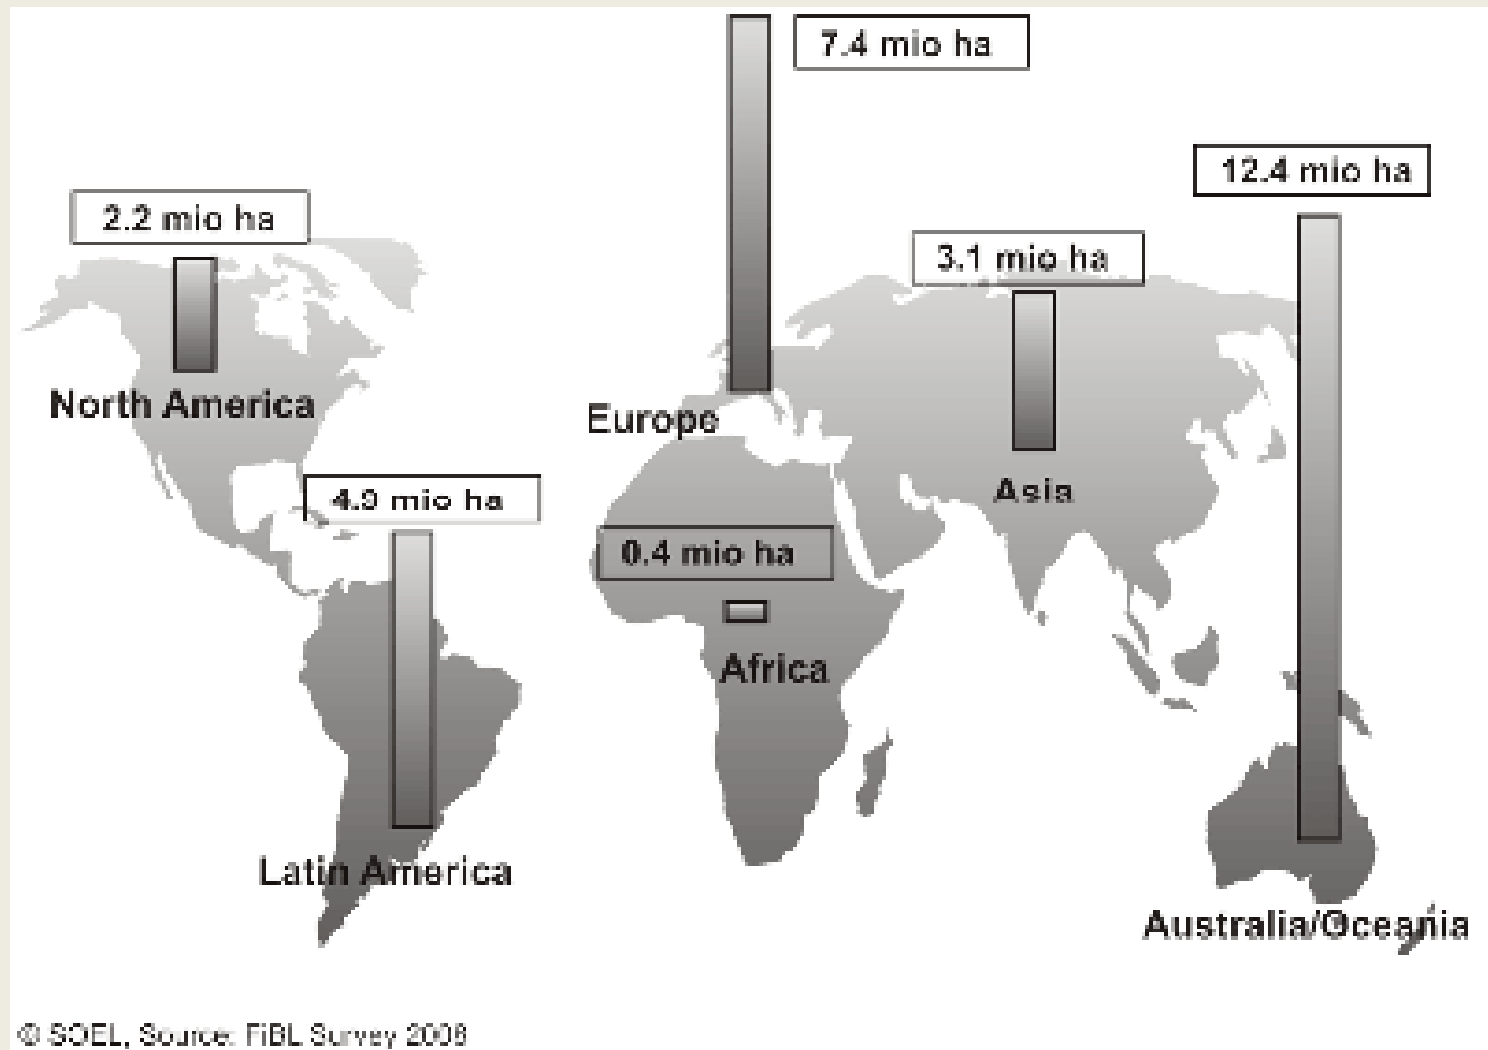 7.4 mio ha
12.4 mio ha
2.2 mio ha
3.1 mio ha
North America
Europe
4.9 mio ha
Asia
0.4 mio ha
Africa
Latin America
Australia/Oceania
© SOEL, Source: FiBL Survey